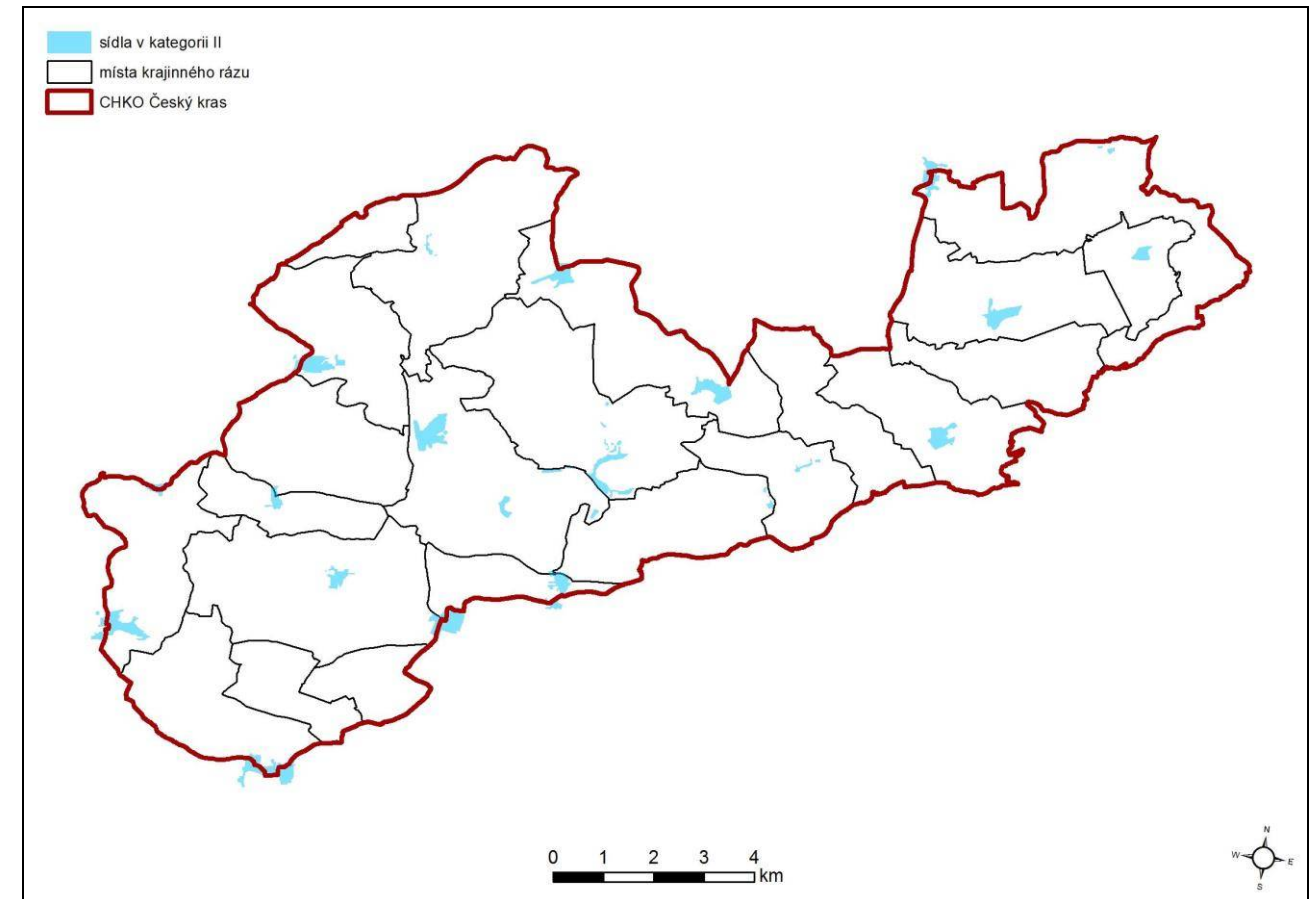 sídla v kategorii II
místa krajinného rázu
CHKO Český kras
0 1 2 3 4
km
N
W E
S